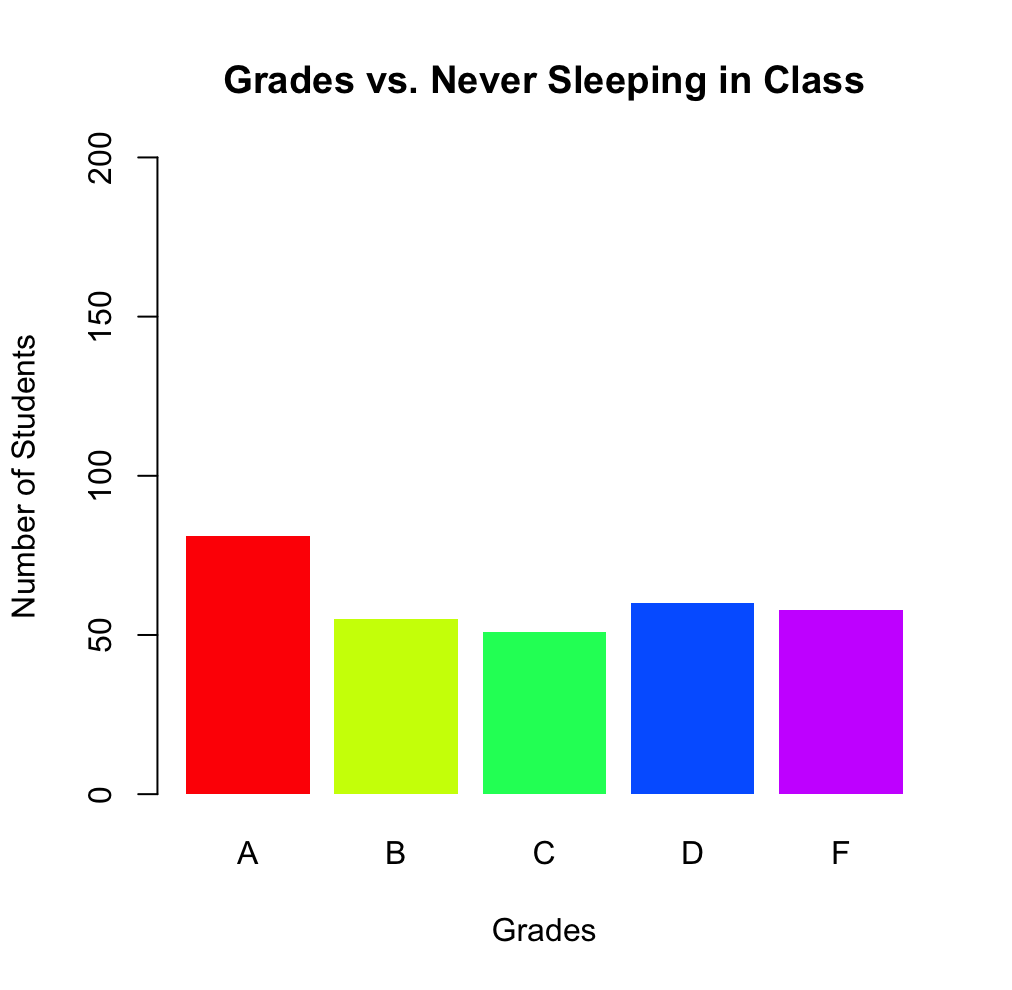 Grades vs. Never Sleeping in Class
Number of Students
200
150
100
50
0
A B C D F
Grades